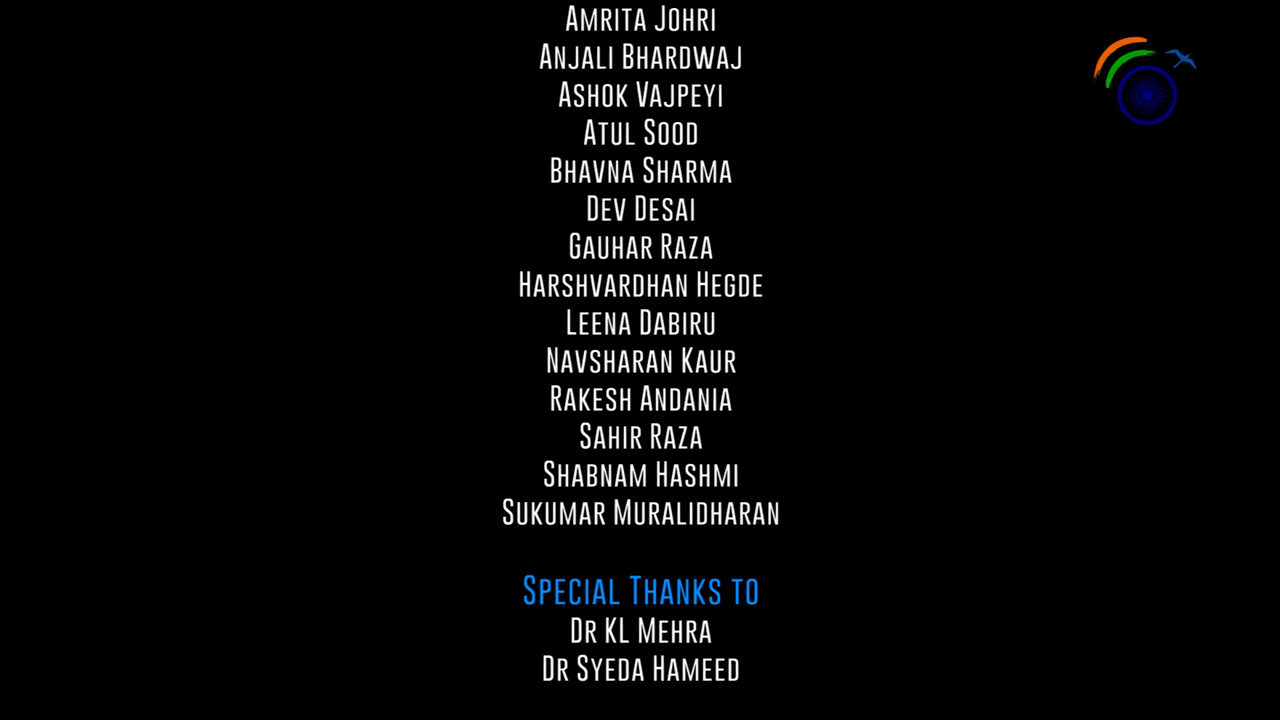 Amrita Johri
Anjali Bhardwaj
Ashok Vajpeyi
Atul Sood
Bhavna Sharma
Dev Desai
Gauhar Raza
Harshvardhan Hegde
Leena Dabiru
Navsharan Kaur
Rakesh Andania
Sahir Raza
Shabnam Hashmi
Sukumar Muralidharan
Special Thanks to
Dr KL Mehra
Dr Syeda Hameed